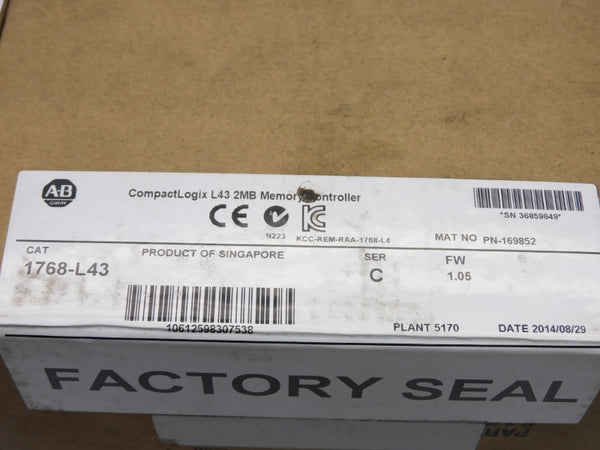 A-B
QUALITY
CompactLogix L43 2MB Memory Controller
*SN 36859649*
CE
N223
KCC-REM-RAA-1768-L4
MAT NO PN-169852
CAT
1768-L43
PRODUCT OF SINGAPORE
SER
C
FW
1.05
10612598307538
PLANT 5170
DATE 2014/08/29
FACTORY SEAL